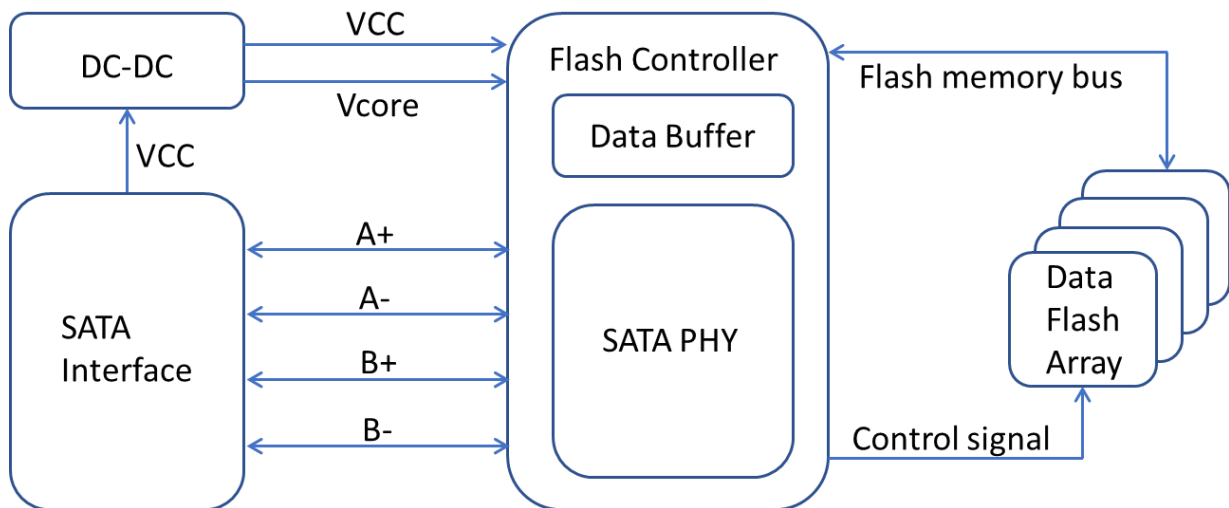 DC-DC
VCC
Vcore
VCC
SATA
Interface
A+
A-
B+
B-
Flash Controller
Data Buffer
SATA PHY
Flash memory bus
Data
Flash
Array
Control signal